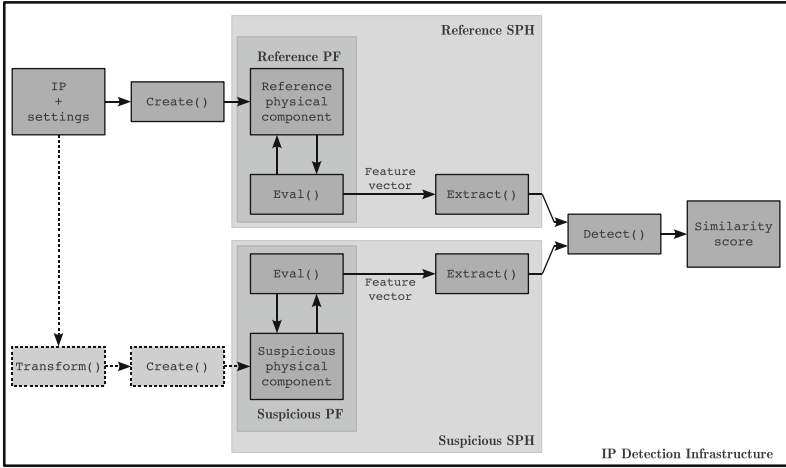 Reference SPH
Reference PF
IP
+
settings
Create()
Reference
physical
component
Eval()
Feature
vector
Extract()
Detect()
Similarity
score
Eval()
Feature
vector
Extract()
Transform()
Create()
Suspicious
physical
component
Suspicious PF
Suspicious SPH
IP Detection Infrastructure